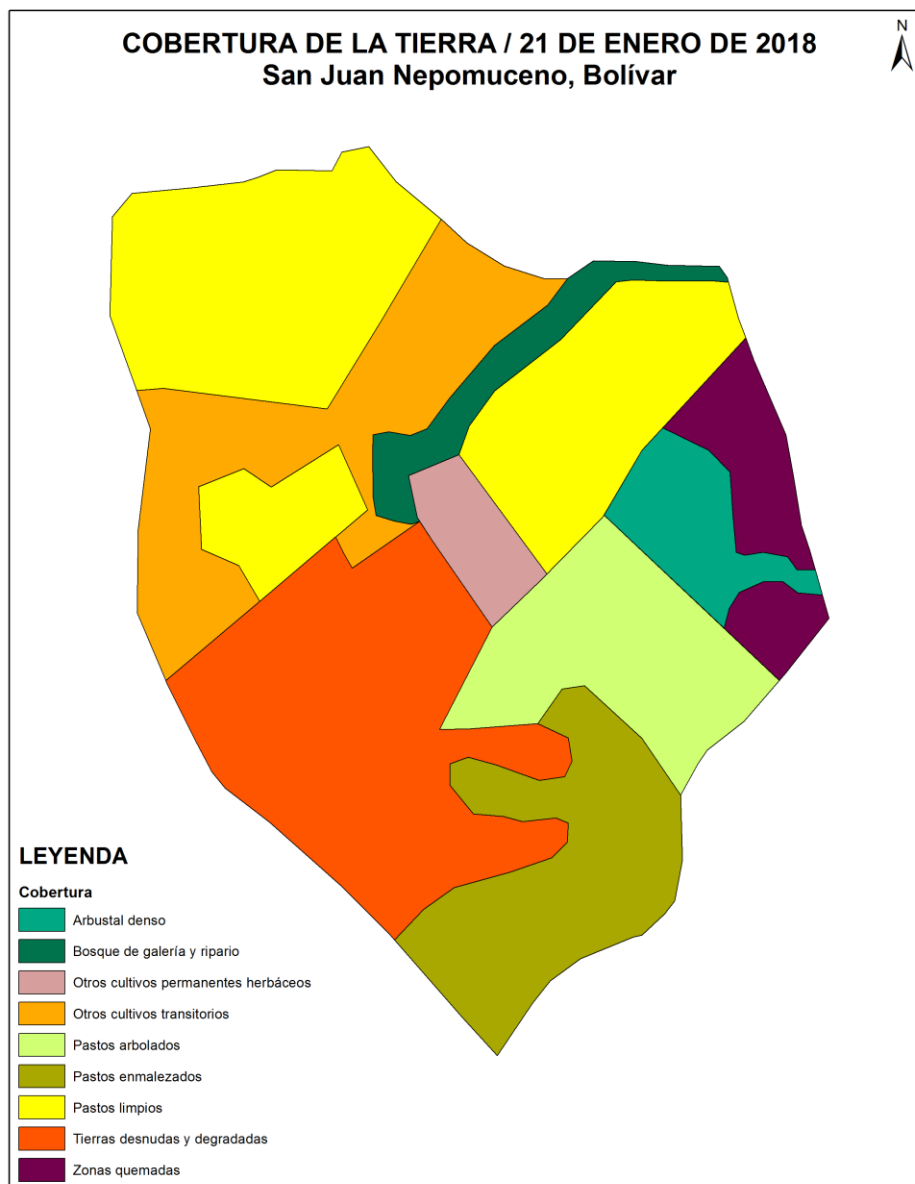 COBERTURA DE LA TIERRA / 21 DE ENERO DE 2018
San Juan Nepomuceno, Bolívar
N
LEYENDA
Cobertura
Arbustal denso
Bosque de galería y ripario
Otros cultivos permanentes herbáceos
Otros cultivos transitorios
Pastos arbolados
Pastos enmalezados
Pastos limpios
Tierras desnudas y degradadas
Zonas quemadas